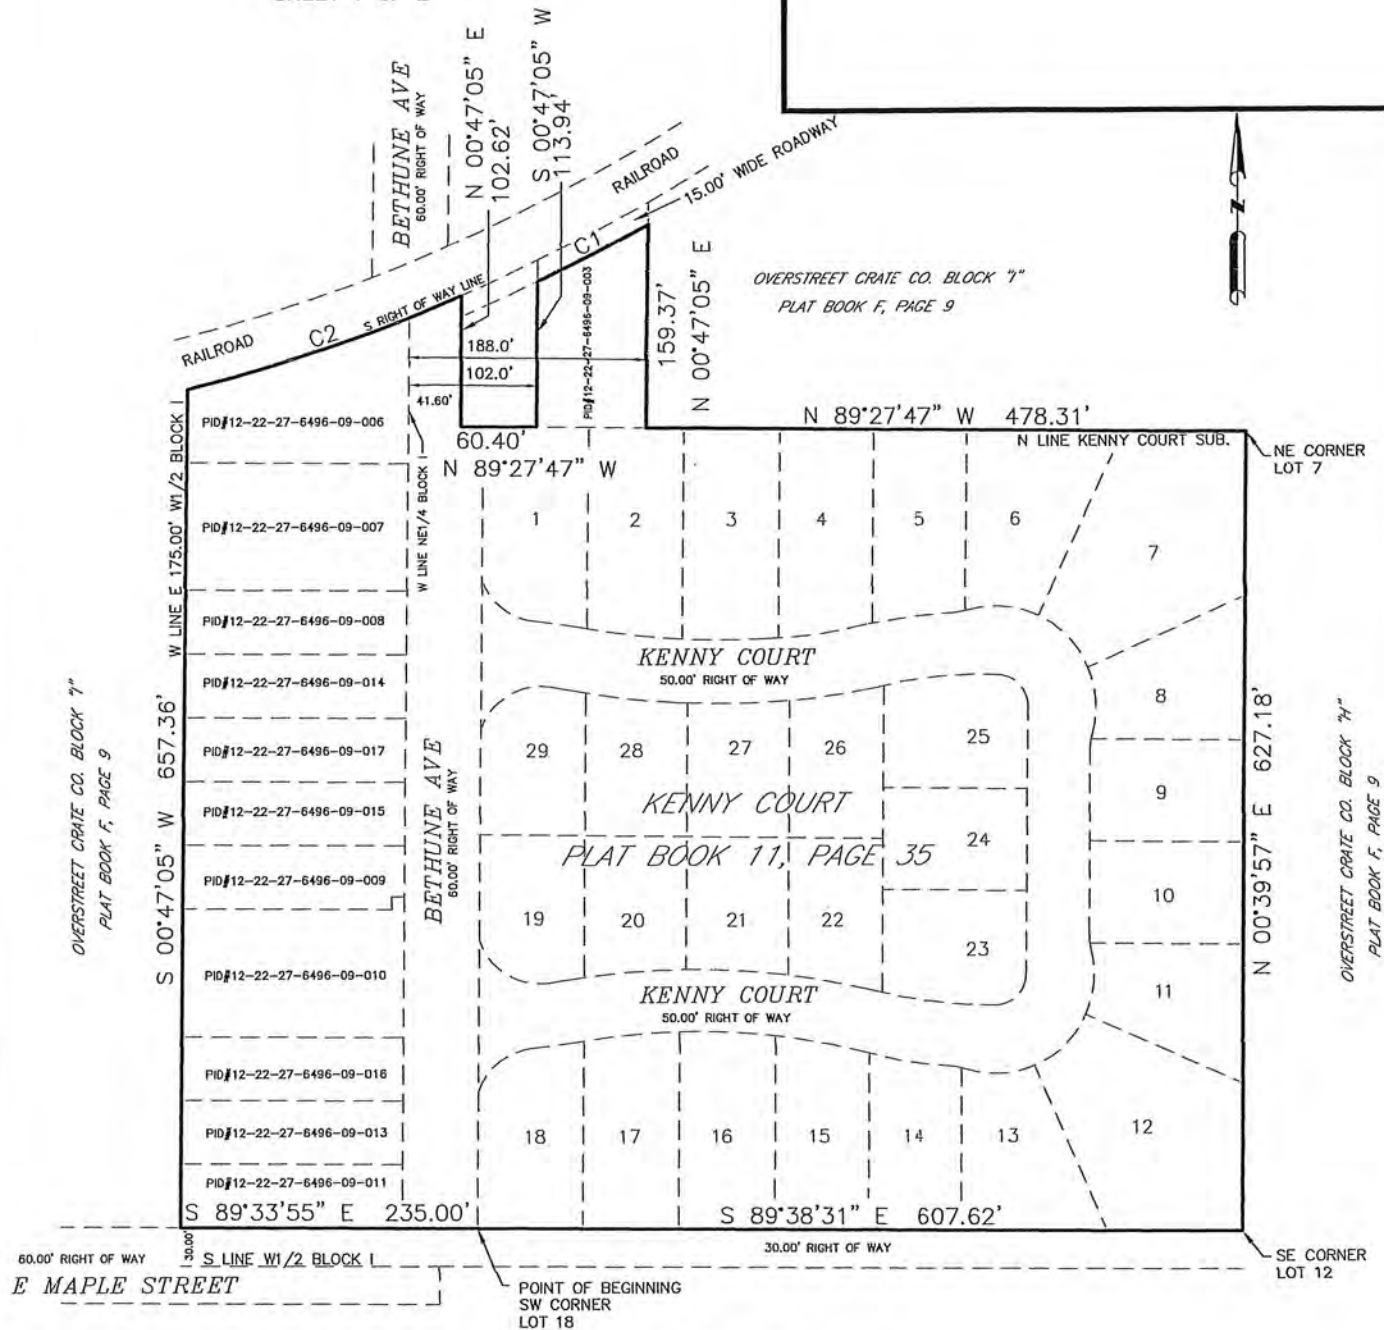 BETHUNE AVE
60.00' RIGHT OF WAY
N 00°47'05" E
102.62'
S 00°47'05" W
113.94'
RAILROAD
15.00' WIDE ROADWAY
C1
S RIGHT OF WAY LINE
C2
RAILROAD
PID#12-22-27-6496-09-003
159.37'
N 00°47'05" E
OVERSTREET CRATE CO. BLOCK "I"
PLAT BOOK F, PAGE 9
N
188.0'
102.0'
41.60'
60.40'
N 89°27'47" W
N 89°27'47" W 478.31'
N LINE KENNY COURT SUB.
NE CORNER
LOT 7
W LINE E 175.00' W1/2 BLOCK I
W LINE NE1/4 BLOCK I
PID#12-22-27-6496-09-006
PID#12-22-27-6496-09-007
PID#12-22-27-6496-09-008
PID#12-22-27-6496-09-014
PID#12-22-27-6496-09-017
PID#12-22-27-6496-09-015
PID#12-22-27-6496-09-009
PID#12-22-27-6496-09-010
PID#12-22-27-6496-09-016
PID#12-22-27-6496-09-013
PID#12-22-27-6496-09-011
1 2 3 4 5 6
7
KENNY COURT
50.00' RIGHT OF WAY
8
29 28 27 26 25
9
KENNY COURT
24
PLAT BOOK 11, PAGE 35
10
19 20 21 22 23
11
KENNY COURT
50.00' RIGHT OF WAY
18 17 16 15 14 13 12
BETHUNE AVE
60.00' RIGHT OF WAY
OVERSTREET CRATE CO. BLOCK "I"
PLAT BOOK F, PAGE 9
S 00°47'05" W 657.36'
N 00°39'57" E 627.18'
OVERSTREET CRATE CO. BLOCK "H"
PLAT BOOK F, PAGE 9
S 89°33'55" E 235.00'
S 89°38'31" E 607.62'
30.00'
60.00' RIGHT OF WAY
S LINE W1/2 BLOCK I
30.00' RIGHT OF WAY
E MAPLE STREET
POINT OF BEGINNING
SW CORNER
LOT 18
SE CORNER
LOT 12